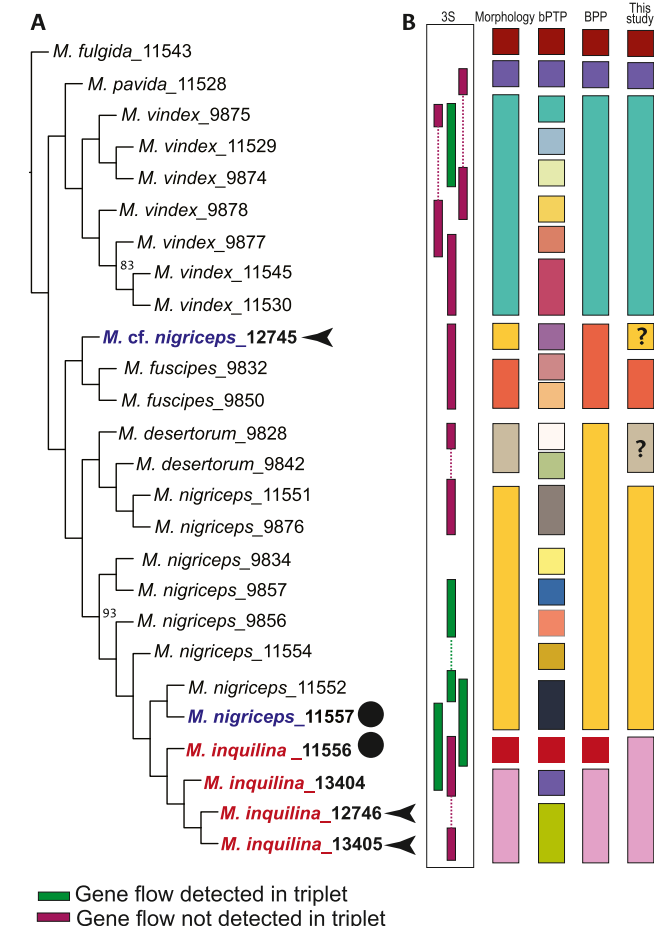 A
B
3S
Morphology
bPTP
BPP
This
study
M. fulgida_11543
M. pavida_11528
M. vindex_9875
M. vindex_11529
M. vindex_9874
M. vindex_9878
M. vindex_9877
83
M. vindex_11545
M. vindex_11530
M. cf. nigriceps_12745
?
M. fuscipes_9832
M. fuscipes_9850
M. desertorum_9828
?
M. desertorum_9842
M. nigriceps_11551
M. nigriceps_9876
M. nigriceps_9834
M. nigriceps_9857
93
M. nigriceps_9856
M. nigriceps_11554
M. nigriceps_11552
M. nigriceps_11557
M. inquilina _11556
M. inquilina_13404
M. inquilina_12746
M. inquilina_13405
Gene flow detected in triplet
Gene flow not detected in triplet